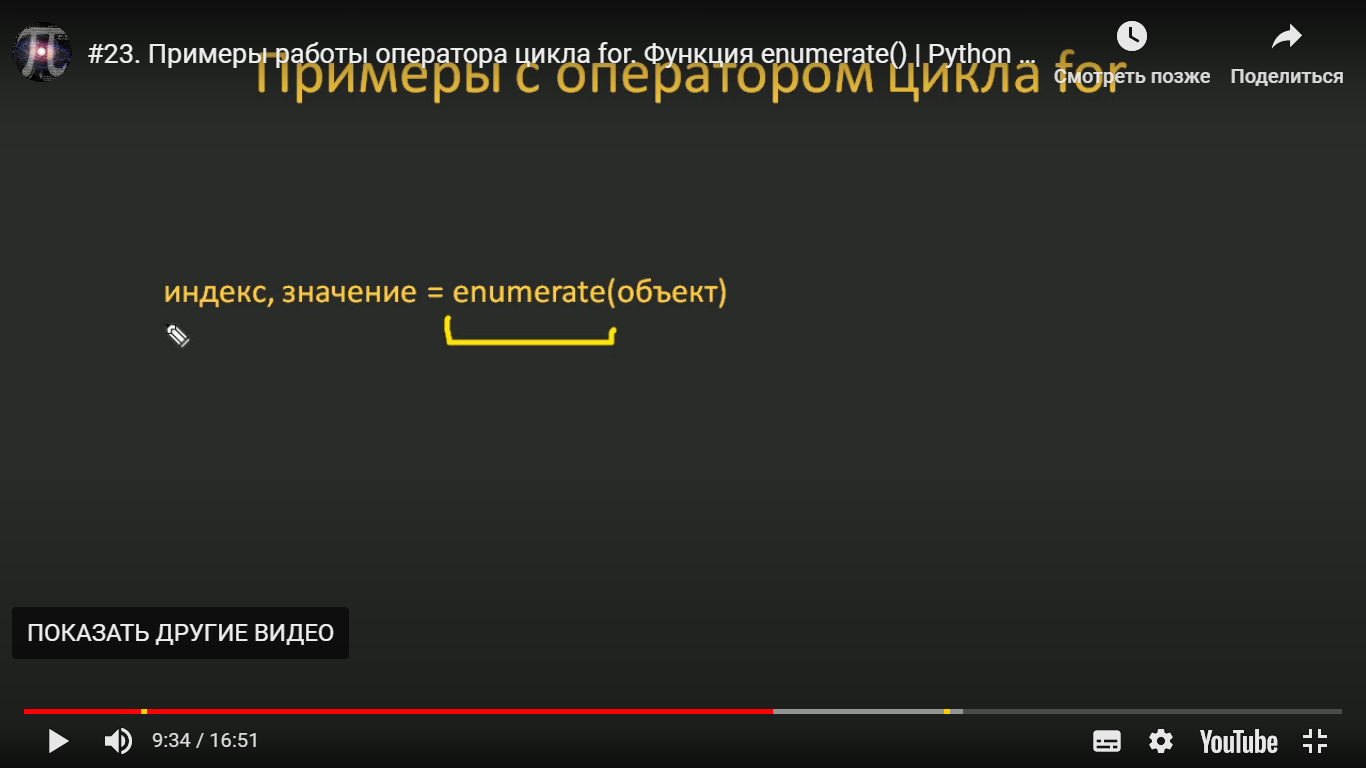 #23. Примеры работы оператора цикла for. Функция enumerate() | Python ...
Смотреть позже
Поделиться
Примеры с оператором цикла for
индекс, значение = enumerate(объект)
ПОКАЗАТЬ ДРУГИЕ ВИДЕО
9:34 / 16:51
YouTube